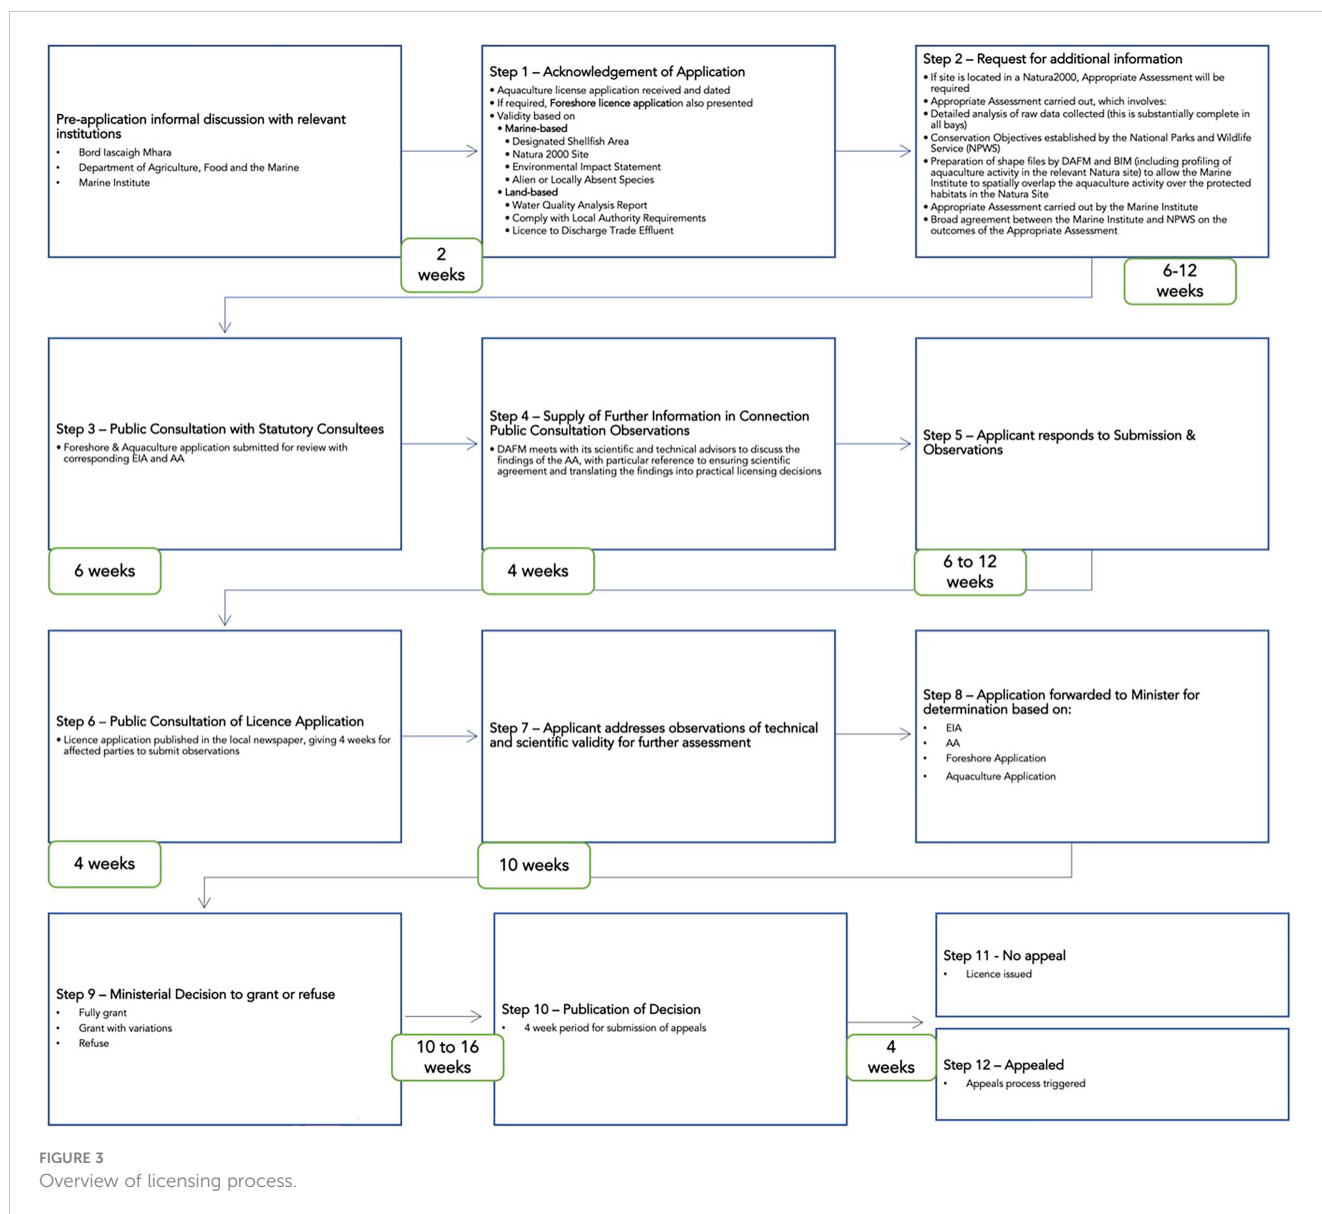 Pre-application informal discussion with relevant
institutions
• Bord Iascaigh Mhara
• Department of Agriculture, Food and the Marine
• Marine Institute
2
weeks
Step 1 – Acknowledgement of Application
• Aquaculture license application received and dated
• If required, Foreshore licence application also presented
• Validity based on
• Marine-based
• Designated Shellfish Area
• Natura 2000 Site
• Environmental Impact Statement
• Alien or Locally Absent Species
• Land-based
• Water Quality Analysis Report
• Comply with Local Authority Requirements
• Licence to Discharge Trade Effluent
Step 2 – Request for additional information
• If site is located in a Natura2000, Appropriate Assessment will be
required
• Appropriate Assessment carried out, which involves:
• Detailed analysis of raw data collected (this is substantially complete in
all bays)
• Conservation Objectives established by the National Parks and Wildlife
Service (NPWS)
• Preparation of shape files by DAFM and BIM (including profiling of
aquaculture activity in the relevant Natura site) to allow the Marine
Institute to spatially overlap the aquaculture activity over the protected
habitats in the Natura Site
• Appropriate Assessment carried out by the Marine Institute
• Broad agreement between the Marine Institute and NPWS on the
outcomes of the Appropriate Assessment
6-12
weeks
Step 3 – Public Consultation with Statutory Consultees
• Foreshore & Aquaculture application submitted for review with
corresponding EIA and AA
6 weeks
Step 4 – Supply of Further Information in Connection
Public Consultation Observations
• DAFM meets with its scientific and technical advisors to discuss the
findings of the AA, with particular reference to ensuring scientific
agreement and translating the findings into practical licensing decisions
4 weeks
Step 5 – Applicant responds to Submission &
Observations
6 to 12
weeks
Step 6 – Public Consultation of Licence Application
• Licence application published in the local newspaper, giving 4 weeks for
affected parties to submit observations
4 weeks
Step 7 – Applicant addresses observations of technical
and scientific validity for further assessment
10 weeks
Step 8 – Application forwarded to Minister for
determination based on:
• EIA
• AA
• Foreshore Application
• Aquaculture Application
Step 9 – Ministerial Decision to grant or refuse
• Fully grant
• Grant with variations
• Refuse
10 to 16
weeks
Step 10 – Publication of Decision
• 4 week period for submission of appeals
4
weeks
Step 11 - No appeal
• Licence issued
Step 12 – Appealed
• Appeals process triggered
FIGURE 3
Overview of licensing process.